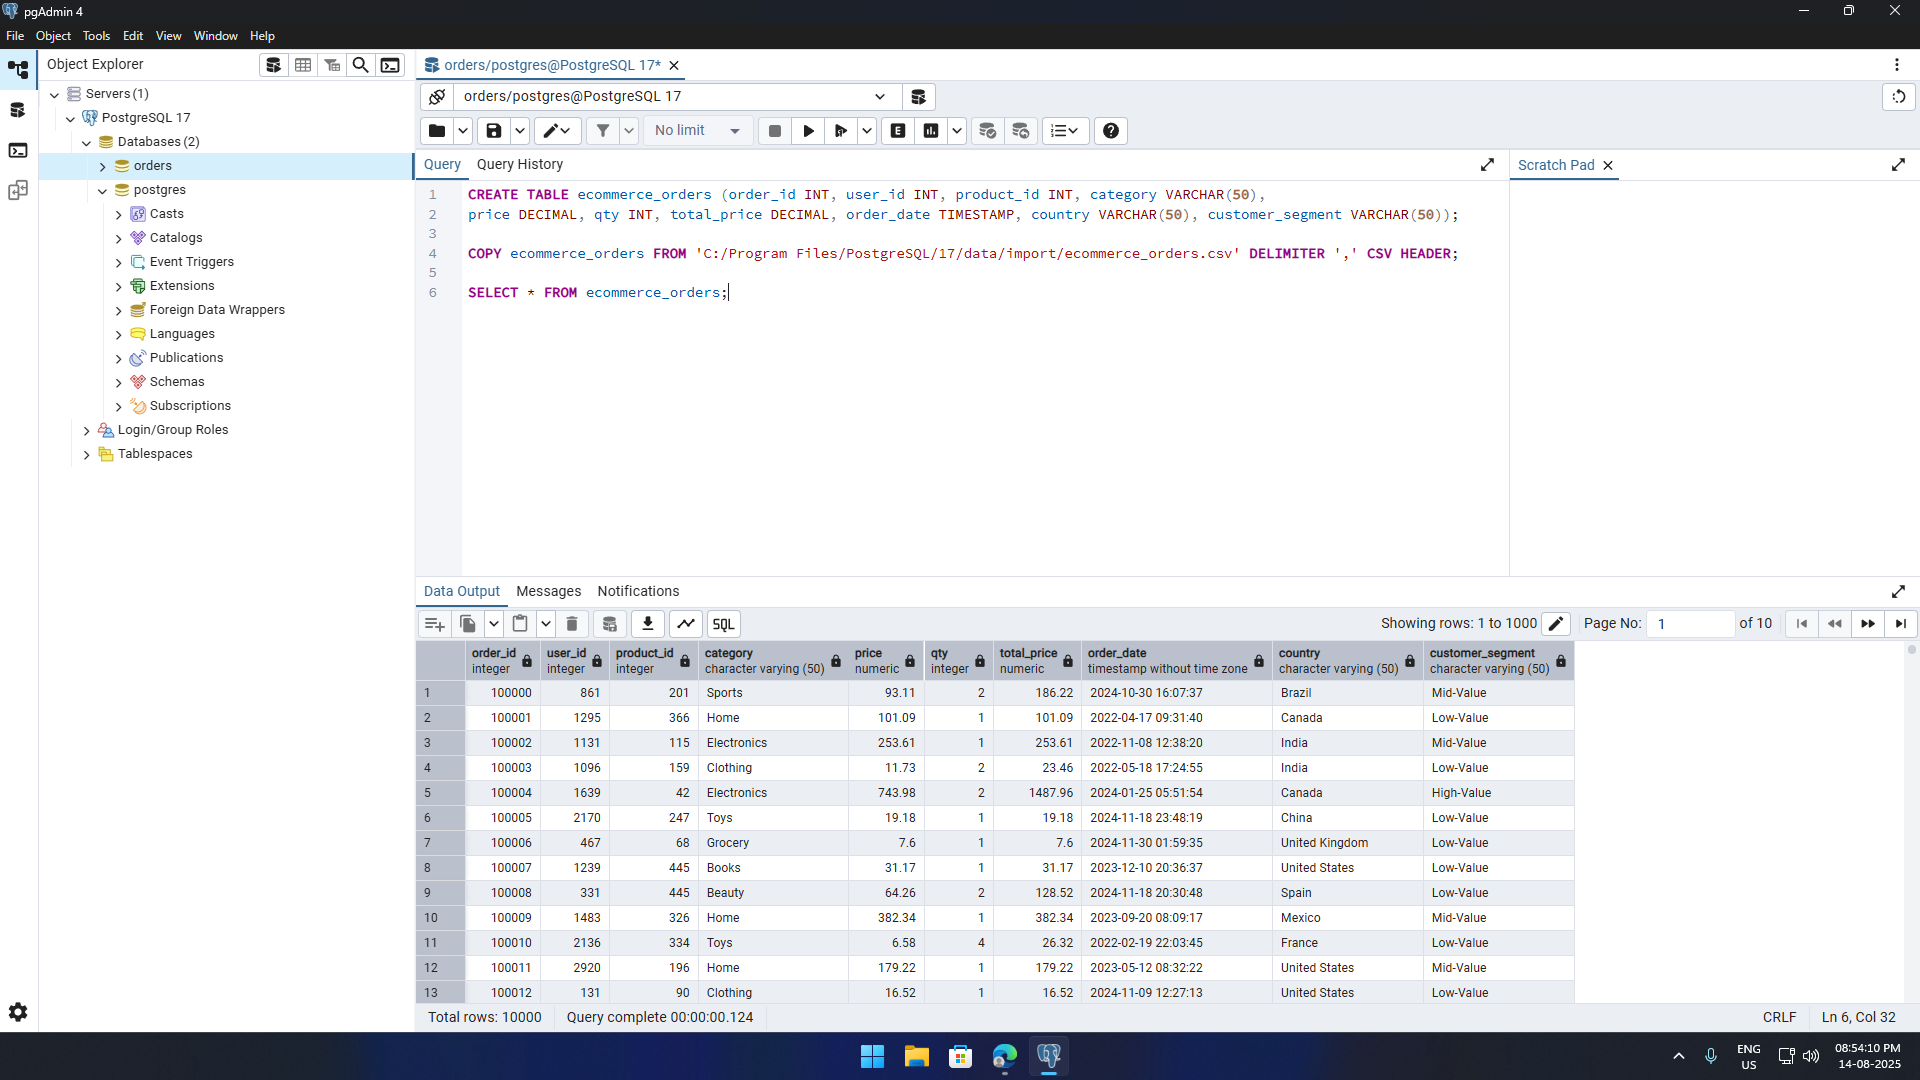 pgAdmin 4
File Object Tools Edit View Window Help
Object Explorer
Servers (1)
PostgreSQL 17
Databases (2)
orders
postgres
Casts
Catalogs
Event Triggers
Extensions
Foreign Data Wrappers
Languages
Publications
Schemas
Subscriptions
Login/Group Roles
Tablespaces
orders/postgres@PostgreSQL 17*
orders/postgres@PostgreSQL 17
No limit
E
Query Query History
Scratch Pad
1 CREATE TABLE ecommerce_orders (order_id INT, user_id INT, product_id INT, category VARCHAR(50),
2 price DECIMAL, qty INT, total_price DECIMAL, order_date TIMESTAMP, country VARCHAR(50), customer_segment VARCHAR(50));
3
4 COPY ecommerce_orders FROM 'C:/Program Files/PostgreSQL/17/data/import/ecommerce_orders.csv' DELIMITER ',' CSV HEADER;
5
6 SELECT * FROM ecommerce_orders;
Data Output Messages Notifications
SQL
Showing rows: 1 to 1000 Page No: 1 of 10
order_id user_id product_id category price qty total_price order_date country customer_segment
integer integer integer character varying (50) numeric integer numeric timestamp without time zone character varying (50) character varying (50)
1 100000 861 201 Sports 93.11 2 186.22 2024-10-30 16:07:37 Brazil Mid-Value
2 100001 1295 366 Home 101.09 1 101.09 2022-04-17 09:31:40 Canada Low-Value
3 100002 1131 115 Electronics 253.61 1 253.61 2022-11-08 12:38:20 India Mid-Value
4 100003 1096 159 Clothing 11.73 2 23.46 2022-05-18 17:24:55 India Low-Value
5 100004 1639 42 Electronics 743.98 2 1487.96 2024-01-25 05:51:54 Canada High-Value
6 100005 2170 247 Toys 19.18 1 19.18 2024-11-18 23:48:19 China Low-Value
7 100006 467 68 Grocery 7.6 1 7.6 2024-11-30 01:59:35 United Kingdom Low-Value
8 100007 1239 445 Books 31.17 1 31.17 2023-12-10 20:36:37 United States Low-Value
9 100008 331 445 Beauty 64.26 2 128.52 2024-11-18 20:30:48 Spain Low-Value
10 100009 1483 326 Home 382.34 1 382.34 2023-09-20 08:09:17 Mexico Mid-Value
11 100010 2136 334 Toys 6.58 4 26.32 2022-02-19 22:03:45 France Low-Value
12 100011 2920 196 Home 179.22 1 179.22 2023-05-12 08:32:22 United States Mid-Value
13 100012 131 90 Clothing 16.52 1 16.52 2024-11-09 12:27:13 United States Low-Value
Total rows: 10000 Query complete 00:00:00.124 CRLF Ln 6, Col 32
ENG US
08:54:10 PM
14-08-2025